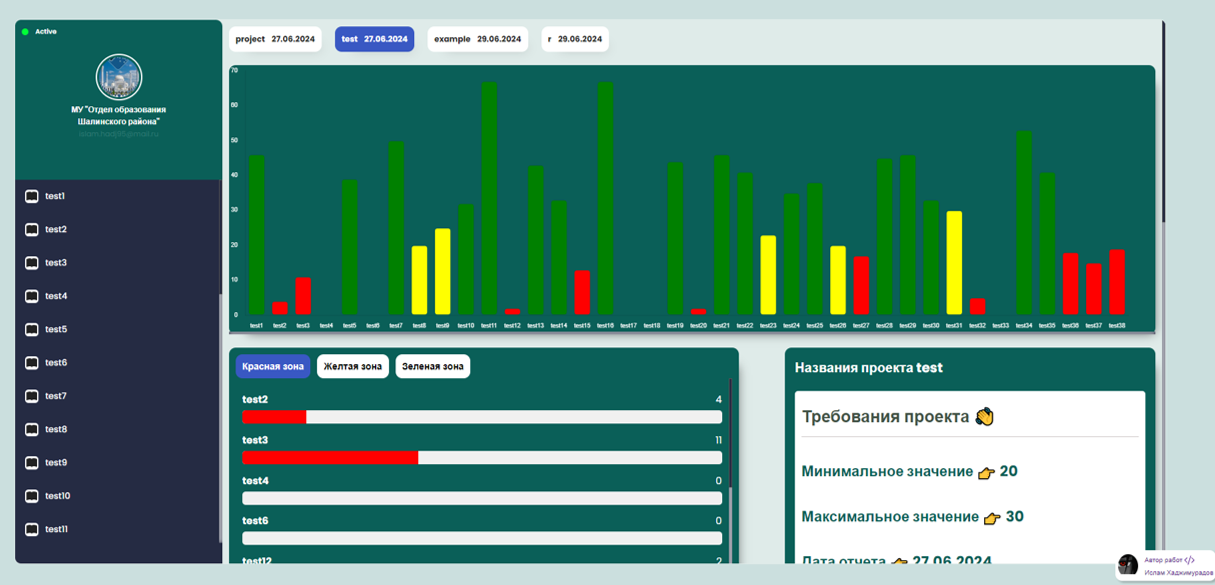 Active
МУ "Отдел образования
Шалинского района"
test1
test2
test3
test4
test5
test6
test7
test8
test9
test10
test11
project 27.06.2024
test 27.06.2024
example 29.06.2024
r 29.06.2024
70
60
50
40
30
20
10
0
test1 test2 test3 test4 test5 test6 test7 test8 test9 test10 test11 test12 test13 test14 test15 test16 test17 test18 test19 test20 test21 test22 test23 test24 test25 test26 test27 test28 test29 test30 test31 test32 test33 test34 test35 test36 test37 test38
Красная зона Желтая зона Зеленая зона
test2 4
test3 11
test4 0
test6 0
test12 2
Названия проекта test
Требования проекта 👏
Минимальное значение 👉 20
Максимальное значение 👉 30
Дата отчета 👉 27.06.2024
Автор работ </>
Ислам Хаджимурадов